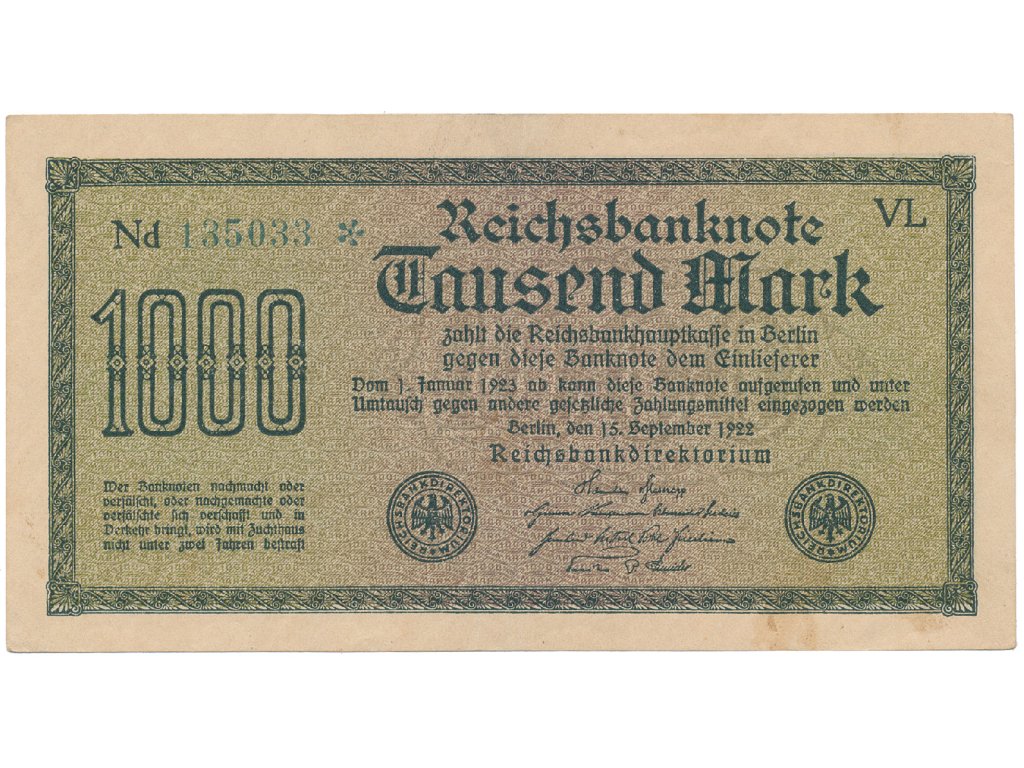 Nd 135033 *
VL
Reichsbanknote
Tausend Mark
1000
zahlt die Reichsbankhauptkasse in Berlin
gegen diese Banknote dem Einlieferer
Vom 1. Januar 1923 ab kann diese Banknote aufgerufen und unter
Umtausch gegen andere gesetzliche Zahlungsmittel eingezogen werden
Berlin, den 15. September 1922
Reichsbankdirektorium
Wer Banknoten nachmacht oder
verfälscht, oder nachgemachte oder
verfälschte sich verschafft und in
Verkehr bringt, wird mit Zuchthaus
nicht unter zwei Jahren bestraft
REICHSBANKDIREKTORIUM
REICHSBANKDIREKTORIUM